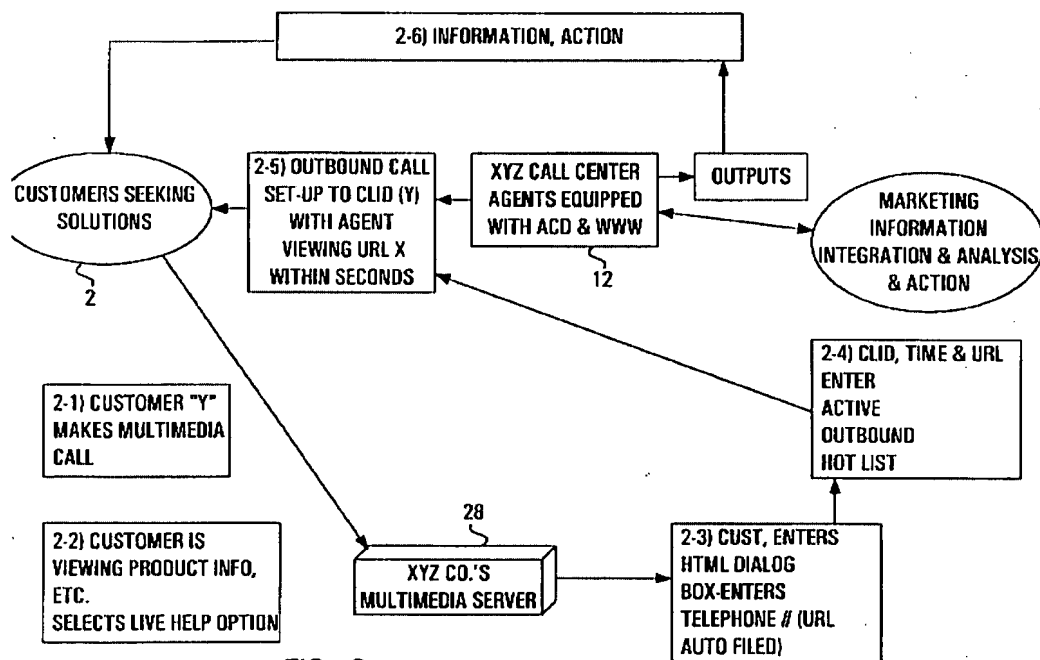 2-6) INFORMATION, ACTION
CUSTOMERS SEEKING
SOLUTIONS
2
2-5) OUTBOUND CALL
SET-UP TO CLID (Y)
WITH AGENT
VIEWING URL X
WITHIN SECONDS
XYZ CALL CENTER
AGENTS EQUIPPED
WITH ACD & WWW
12
OUTPUTS
MARKETING
INFORMATION
INTEGRATION & ANALYSIS
& ACTION
2-4) CLID, TIME & URL
ENTER
ACTIVE
OUTBOUND
HOT LIST
2-1) CUSTOMER "Y"
MAKES MULTIMEDIA
CALL
2-2) CUSTOMER IS
VIEWING PRODUCT INFO,
ETC.
SELECTS LIVE HELP OPTION
28
XYZ CO.'S
MULTIMEDIA SERVER
2-3) CUST, ENTERS
HTML DIALOG
BOX-ENTERS
TELEPHONE // (URL
AUTO FILED)